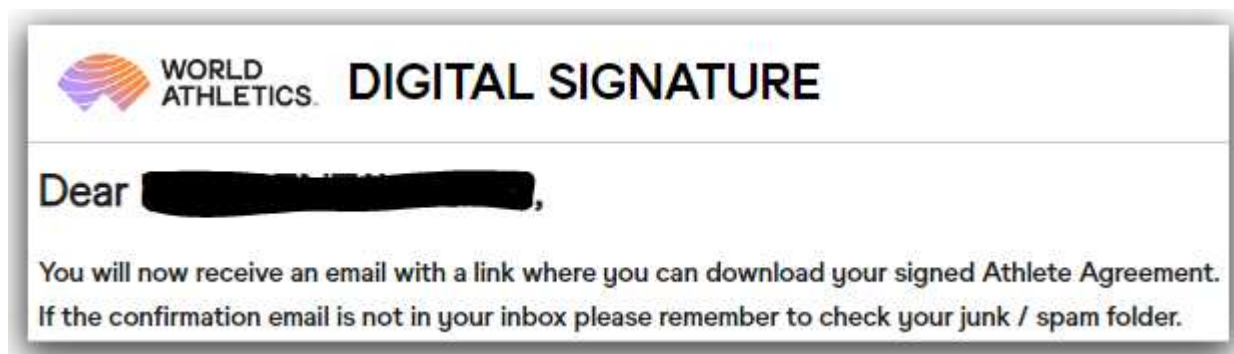 WORLD
ATHLETICS.
DIGITAL SIGNATURE
Dear ,
You will now receive an email with a link where you can download your signed Athlete Agreement.
If the confirmation email is not in your inbox please remember to check your junk / spam folder.